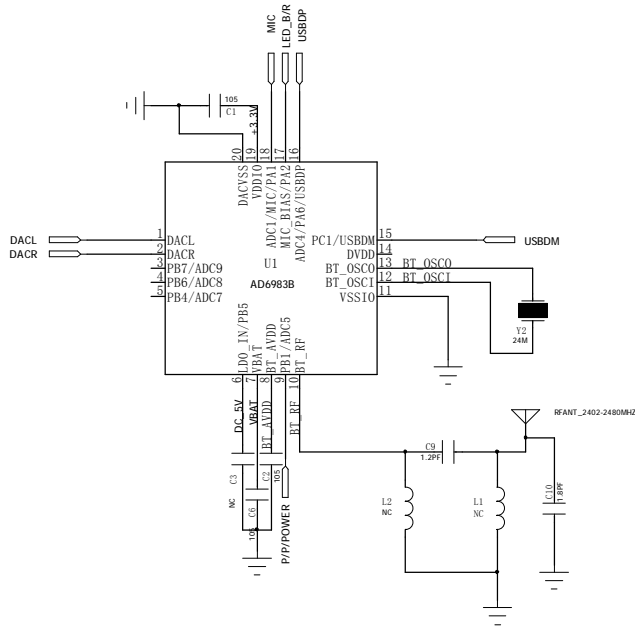 MIC
LED_B/R
USBDP
105
C1
+3.3V
20
19
18
17
16
DACVSS
VDDIO
ADC1/MIC/PA1
MIC_BIAS/PA2
ADC4/PA6/USBDP
DACL
1
DACL
DACR
2
DACR
3
PB7/ADC9
4
PB6/ADC8
5
PB4/ADC7
U1
AD6983B
PC1/USBDM
15
USBDM
DVDD
14
BT_OSCO
13
BT_OSCO
BT_OSCI
12
BT_OSCI
VSSIO
11
Y2
24M
LDO_IN/PB5
VBAT
BT_AVDD
PB1/ADC5
BT_RF
6
7
8
9
10
DC_5V
VBAT
BT_AVDD
BT_RF
C3
NC
C6
105
C2
105
P/P/POWER
RFANT_2402-2480MHZ
C9
1.2PF
L2
NC
L1
NC
C10
1.8PF